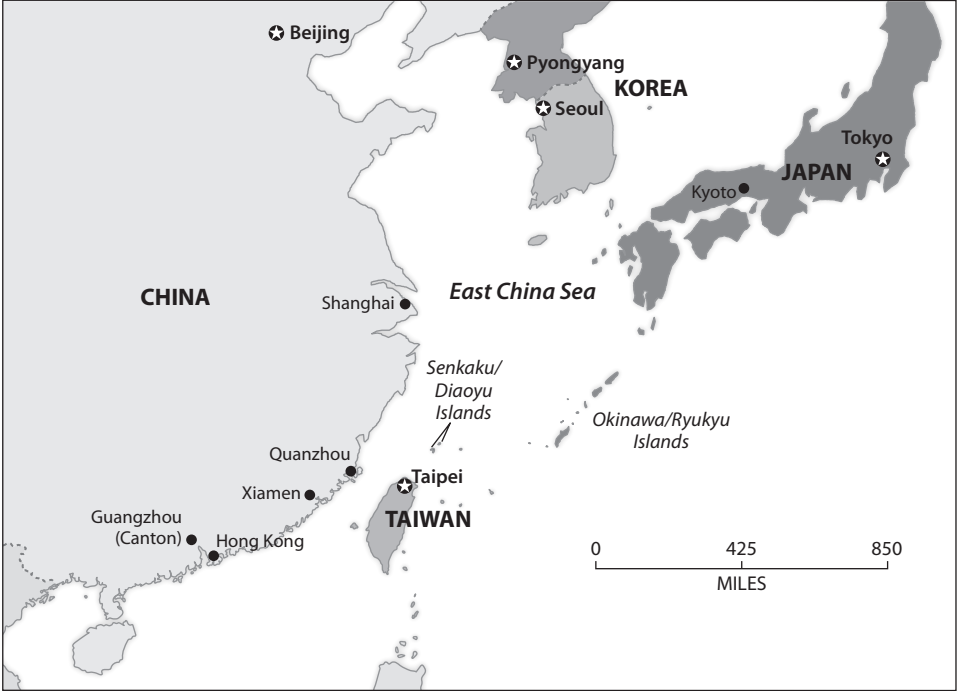 Beijing
Pyongyang
KOREA
Seoul
Tokyo
JAPAN
Kyoto
CHINA
East China Sea
Shanghai
Senkaku/
Diaoyu
Islands
Okinawa/Ryukyu
Islands
Quanzhou
Taipei
Xiamen
TAIWAN
Guangzhou
(Canton)
Hong Kong
0 425 850
MILES